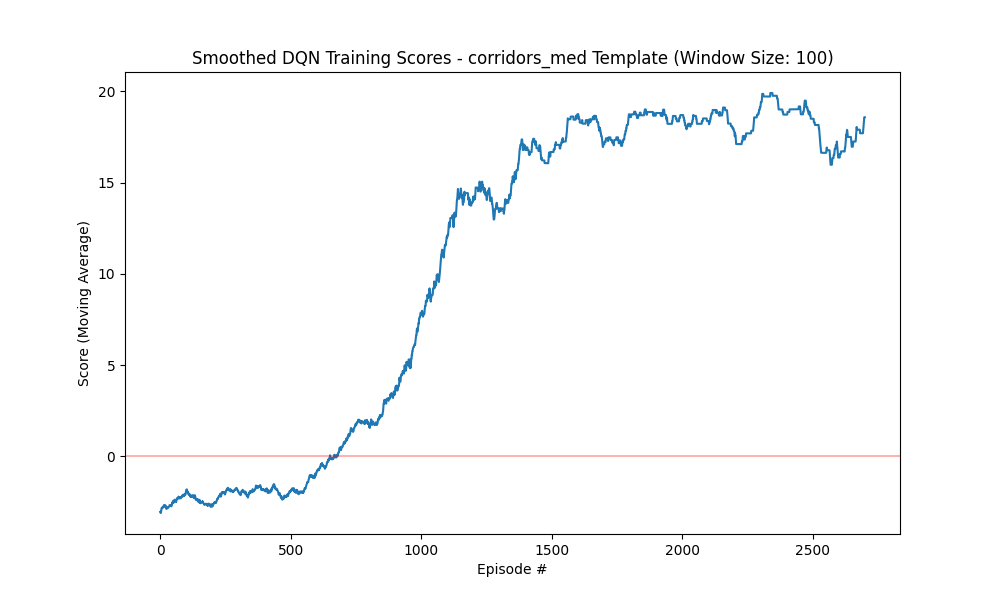 Smoothed DQN Training Scores - corridors_med Template (Window Size: 100)
20
15
10
5
0
Score (Moving Average)
0 500 1000 1500 2000 2500
Episode #